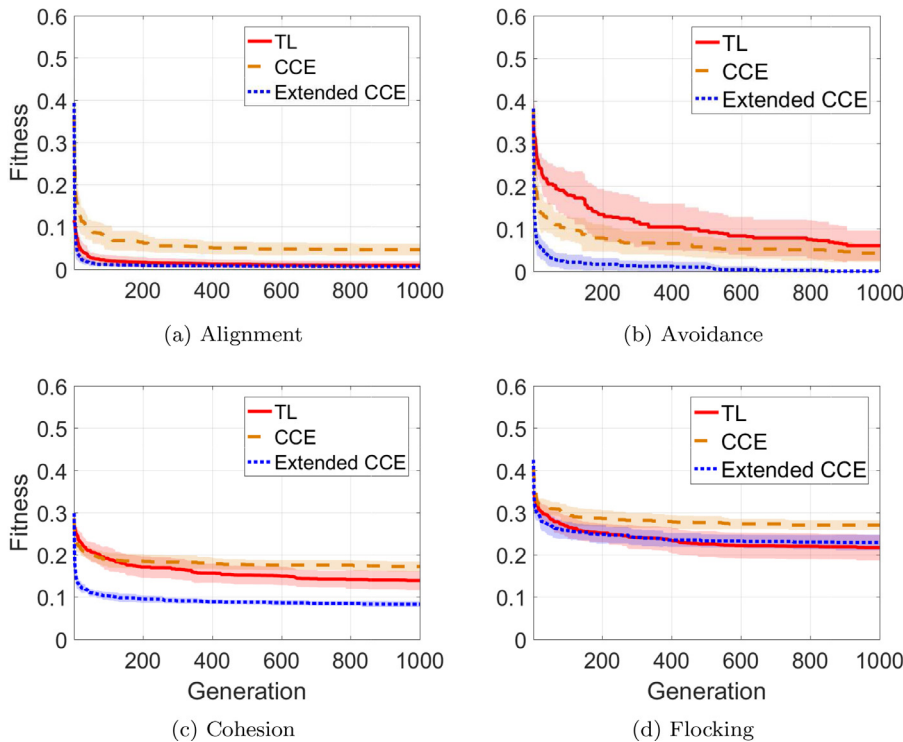 0.6
0.5
0.4
0.3
0.2
0.1
0
Fitness
TL
CCE
Extended CCE
200 400 600 800 1000
(a) Alignment
0.6
0.5
0.4
0.3
0.2
0.1
0
TL
CCE
Extended CCE
200 400 600 800 1000
(b) Avoidance
0.6
0.5
0.4
0.3
0.2
0.1
0
Fitness
TL
CCE
Extended CCE
200 400 600 800 1000
Generation
(c) Cohesion
0.6
0.5
0.4
0.3
0.2
0.1
0
TL
CCE
Extended CCE
200 400 600 800 1000
Generation
(d) Flocking